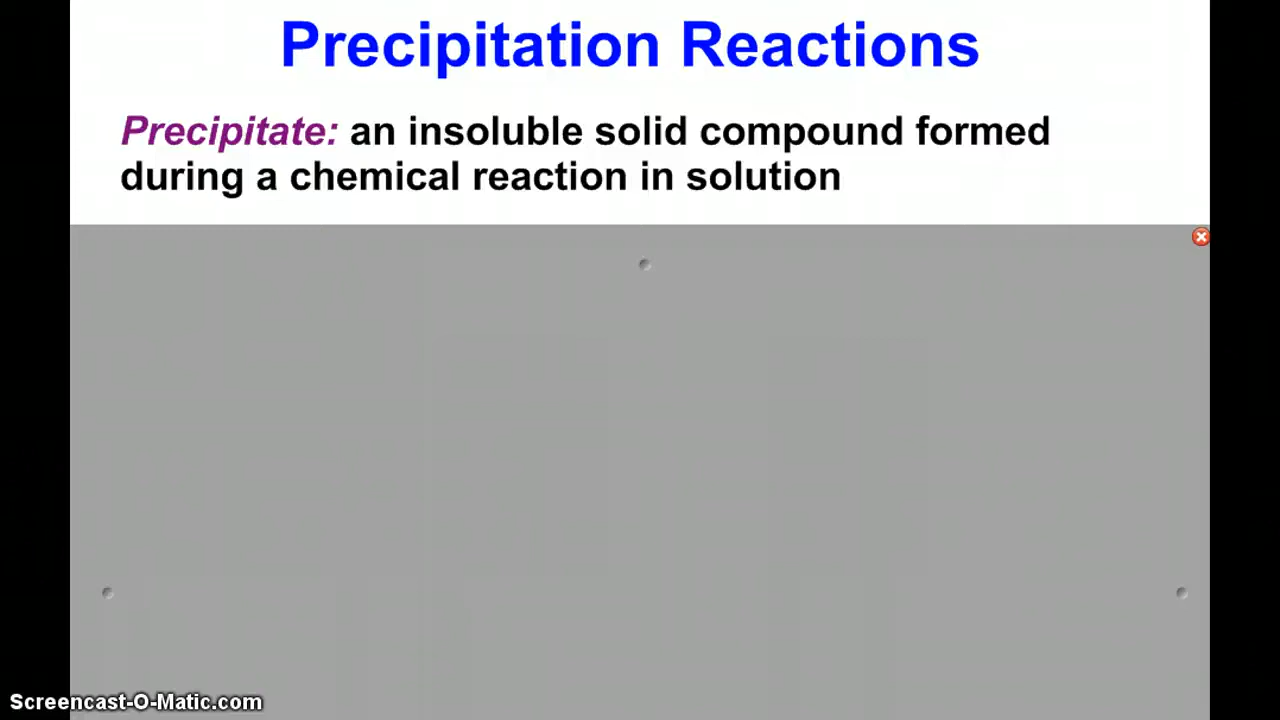 Precipitation Reactions
Precipitate: an insoluble solid compound formed
during a chemical reaction in solution
Screencast-O-Matic.com